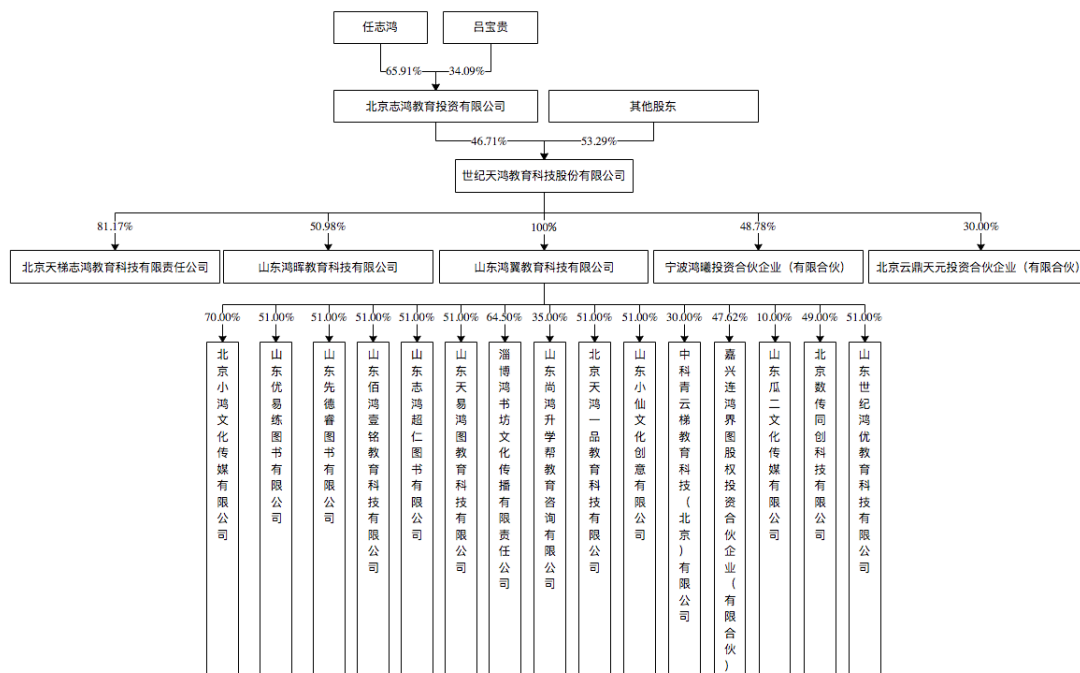 任志鸿
吕宝贵
65.91%
34.09%
北京志鸿教育投资有限公司
其他股东
46.71%
53.29%
世纪天鸿教育科技股份有限公司
81.17%
50.98%
100%
48.78%
30.00%
北京天梯志鸿教育科技有限责任公司
山东鸿晖教育科技有限公司
山东鸿翼教育科技有限公司
宁波鸿曦投资合伙企业（有限合伙）
北京云鼎天元投资合伙企业（有限合伙）
70.00%
51.00%
51.00%
51.00%
51.00%
51.00%
64.50%
35.00%
51.00%
51.00%
30.00%
47.62%
10.00%
49.00%
51.00%
北京小鸿文化传媒有限公司
山东优易练图书有限公司
山东先德睿图书有限公司
山东佰鸿壹铭教育科技有限公司
山东志鸿超仁图书有限公司
山东天易鸿图教育科技有限公司
淄博鸿书坊文化传播有限责任公司
山东尚鸿升学帮教育咨询有限公司
北京天鸿一品教育科技有限公司
山东小仙文化创意有限公司
中科青云梯教育科技（北京）有限公司
嘉兴连鸿界图股权投资合伙企业（有限合伙）
山东瓜二文化传媒有限公司
北京数传同创科技有限公司
山东世纪鸿优教育科技有限公司